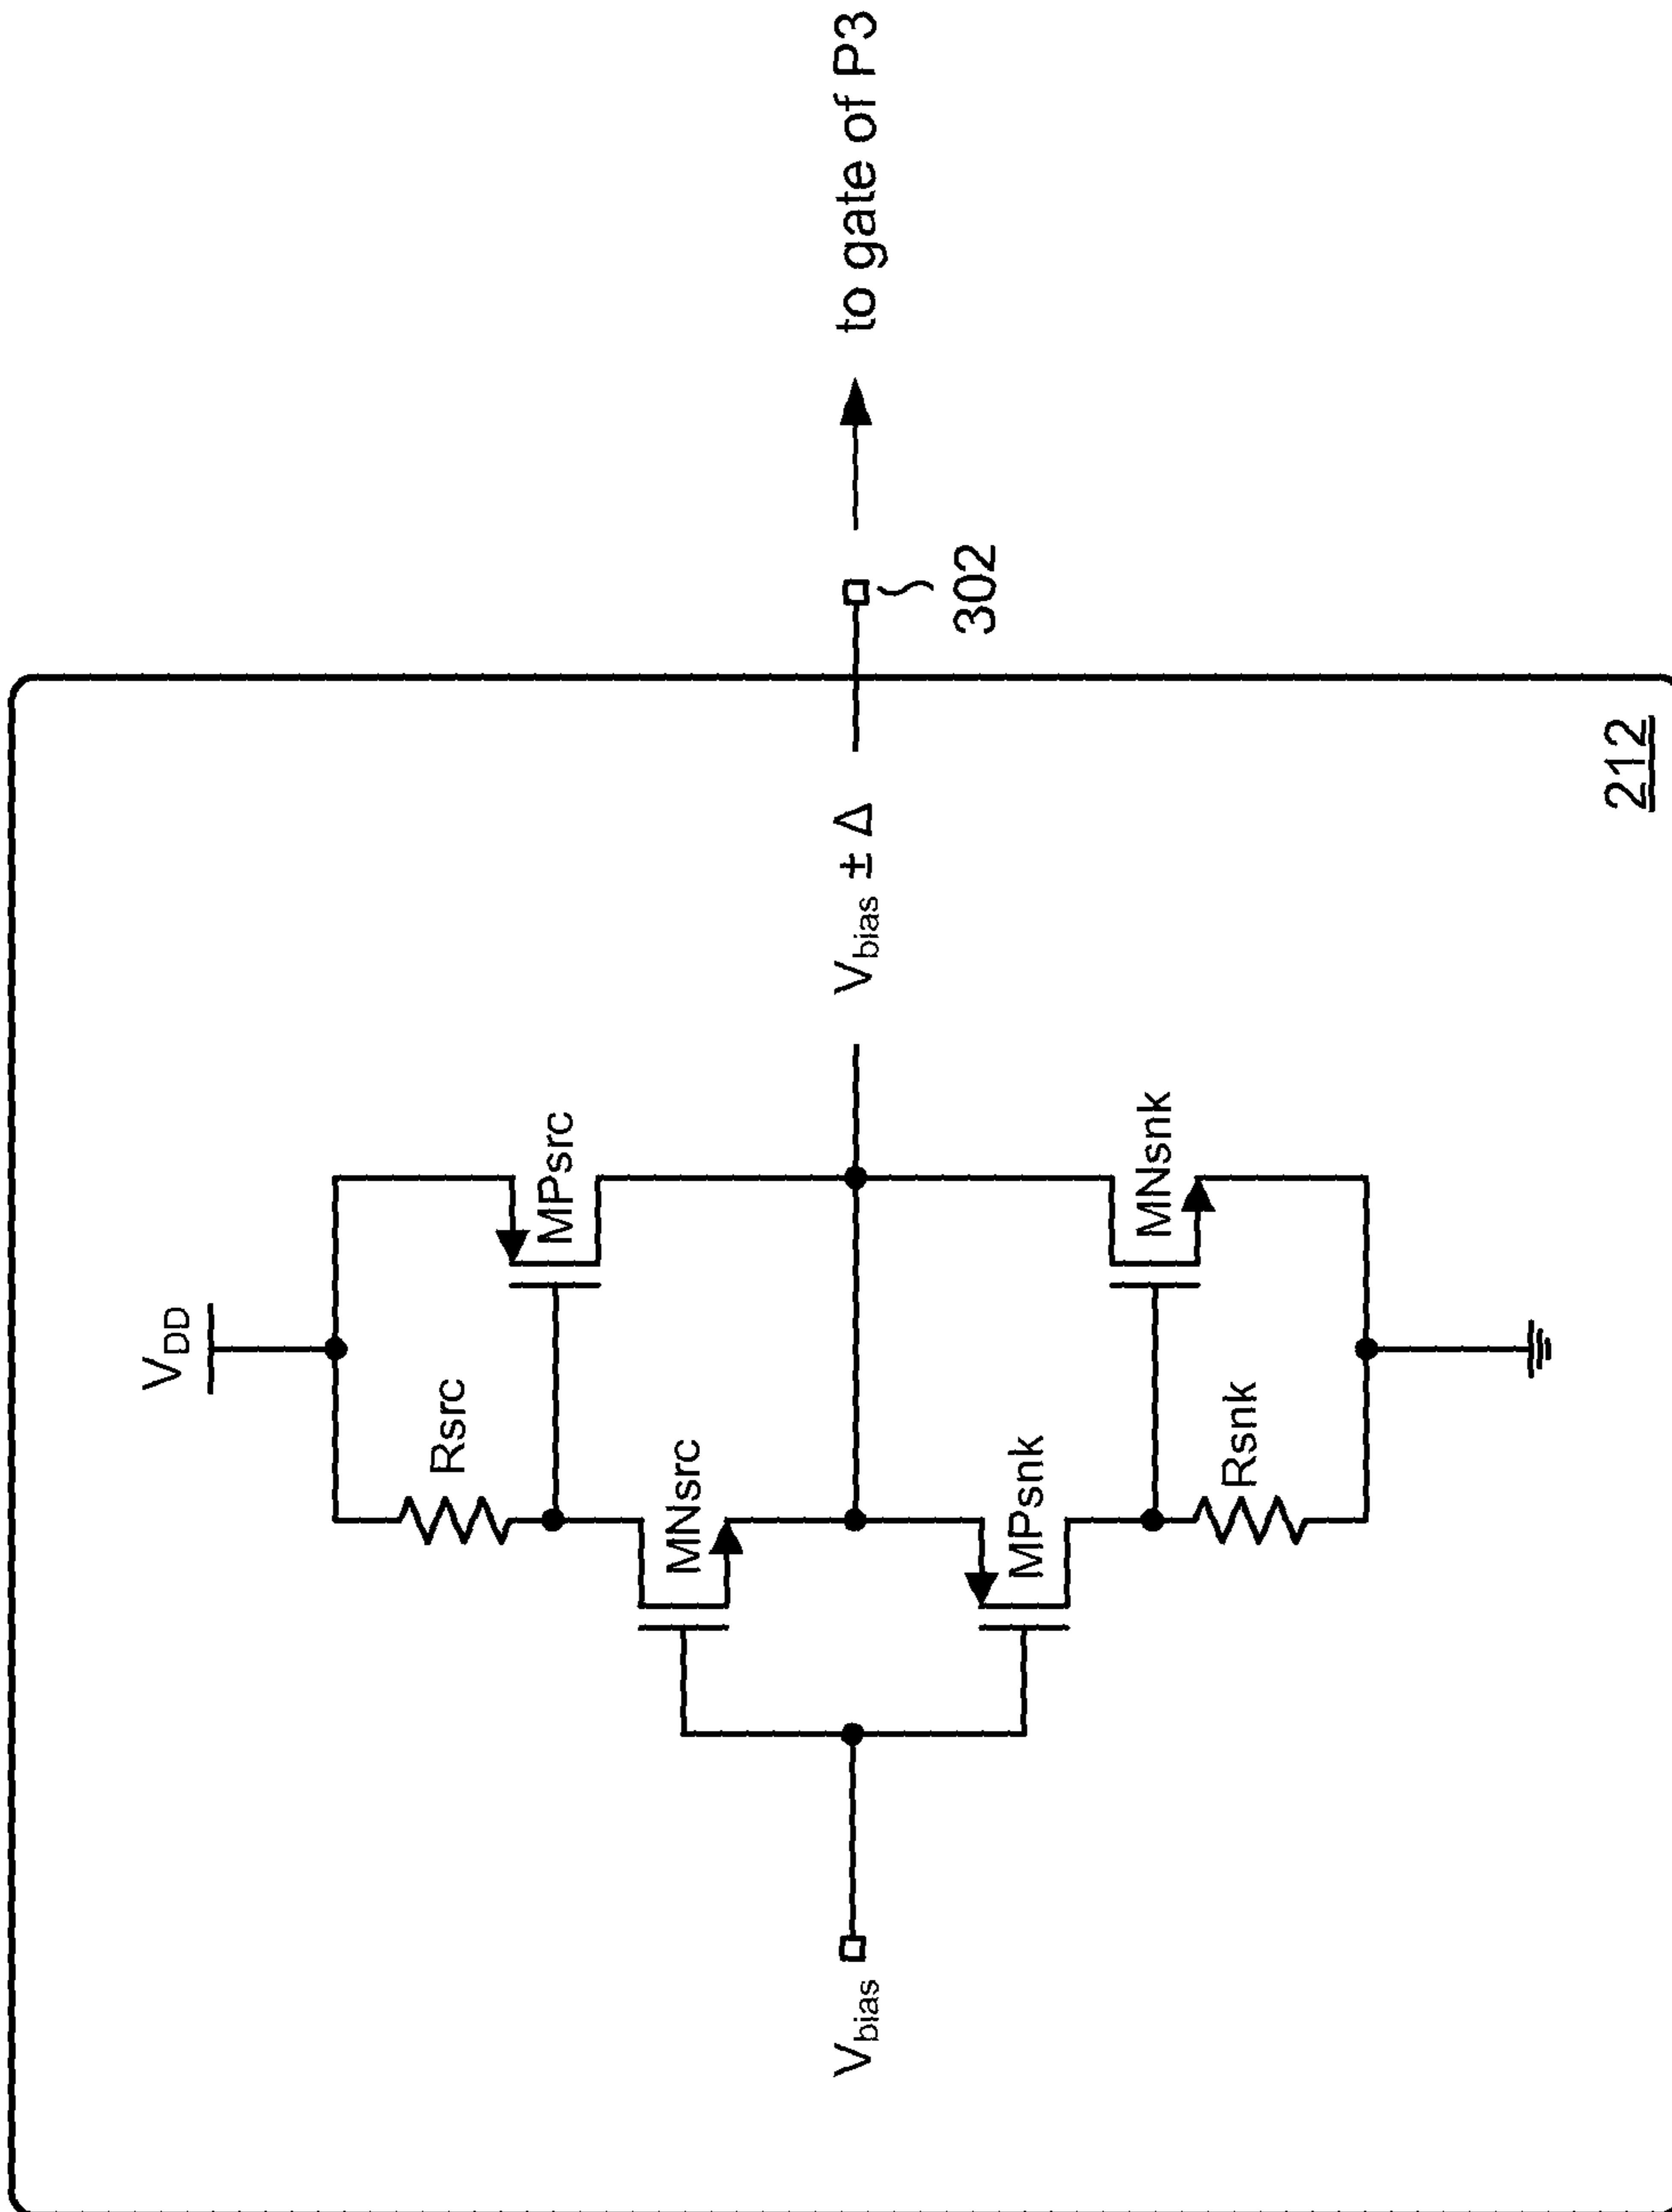 V_DD
Rsrc
MPsrc
MNsrc
V_bias
V_bias ± Δ
to gate of P3
302
MPsnk
MNsnk
Rsnk
212